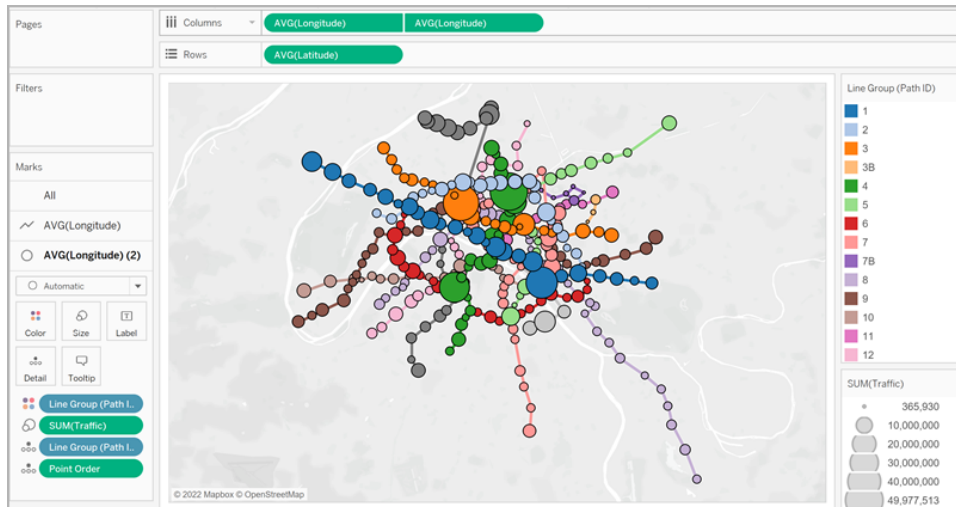 Pages
Columns
AVG(Longitude)
AVG(Longitude)
Rows
AVG(Latitude)
Filters
Marks
All
AVG(Longitude)
AVG(Longitude) (2)
Automatic
Color
Size
Label
Detail
Tooltip
Line Group (Path I..
SUM(Traffic)
Line Group (Path I..
Point Order
© 2022 Mapbox © OpenStreetMap
Line Group (Path ID)
1
2
3
3B
4
5
6
7
7B
8
9
10
11
12
SUM(Traffic)
365,930
10,000,000
20,000,000
30,000,000
40,000,000
49,977,513